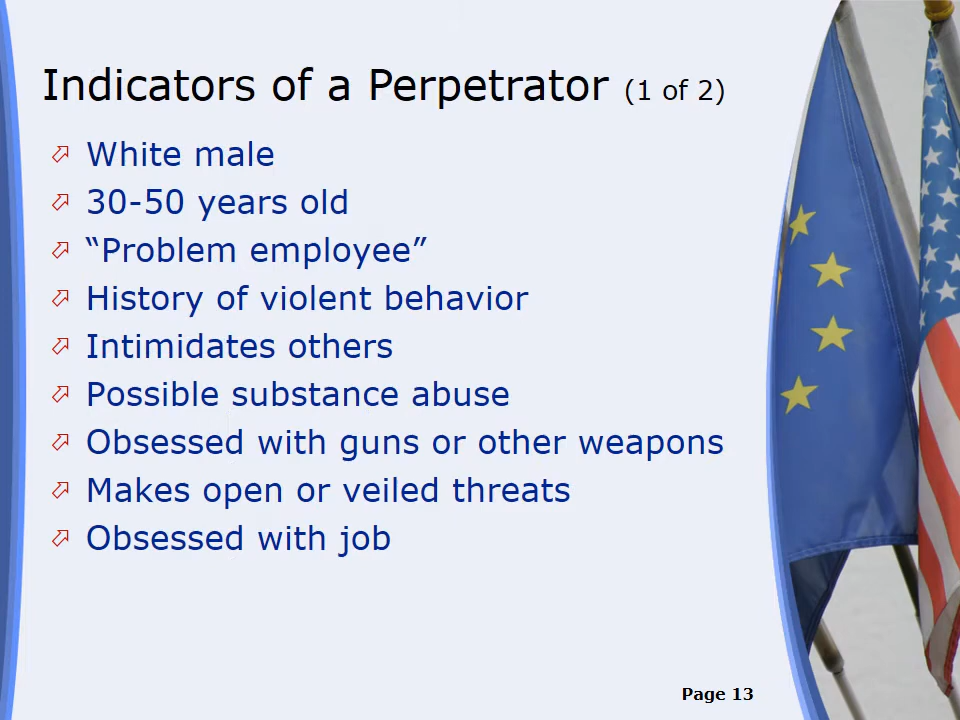 Indicators of a Perpetrator (1 of 2)
White male
30-50 years old
“Problem employee”
History of violent behavior
Intimidates others
Possible substance abuse
Obsessed with guns or other weapons
Makes open or veiled threats
Obsessed with job
Page 13